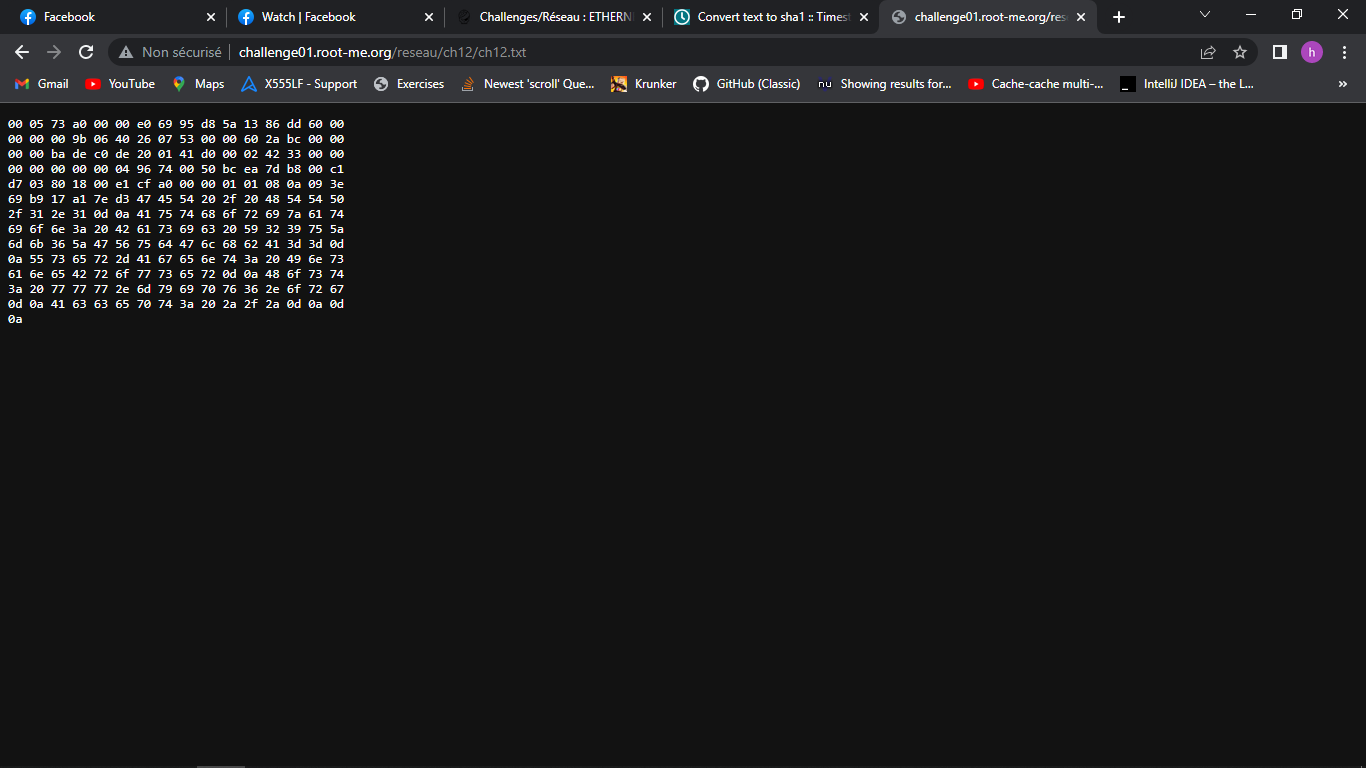 Facebook
Watch | Facebook
Challenges/Réseau : ETHERN
Convert text to sha1 :: Timest
challenge01.root-me.org/rese
Non sécurisé
challenge01.root-me.org/reseau/ch12/ch12.txt
h
Gmail
YouTube
Maps
X555LF - Support
Exercises
Newest 'scroll' Que...
Krunker
GitHub (Classic)
nu
Showing results for...
Cache-cache multi-...
IntelliJ IDEA – the L...
»
00 05 73 a0 00 00 e0 69 95 d8 5a 13 86 dd 60 00
00 00 00 9b 06 40 26 07 53 00 00 60 2a bc 00 00
00 00 ba de c0 de 20 01 41 d0 00 02 42 33 00 00
00 00 00 00 00 04 96 74 00 50 bc ea 7d b8 00 c1
d7 03 80 18 00 e1 cf a0 00 00 01 01 08 0a 09 3e
69 b9 17 a1 7e d3 47 45 54 20 2f 20 48 54 54 50
2f 31 2e 31 0d 0a 41 75 74 68 6f 72 69 7a 61 74
69 6f 6e 3a 20 42 61 73 69 63 20 59 32 39 75 5a
6d 6b 36 5a 47 56 75 64 47 6c 68 62 41 3d 3d 0d
0a 55 73 65 72 2d 41 67 65 6e 74 3a 20 49 6e 73
61 6e 65 42 72 6f 77 73 65 72 0d 0a 48 6f 73 74
3a 20 77 77 77 2e 6d 79 69 70 76 36 2e 6f 72 67
0d 0a 41 63 63 65 70 74 3a 20 2a 2f 2a 0d 0a 0d
0a